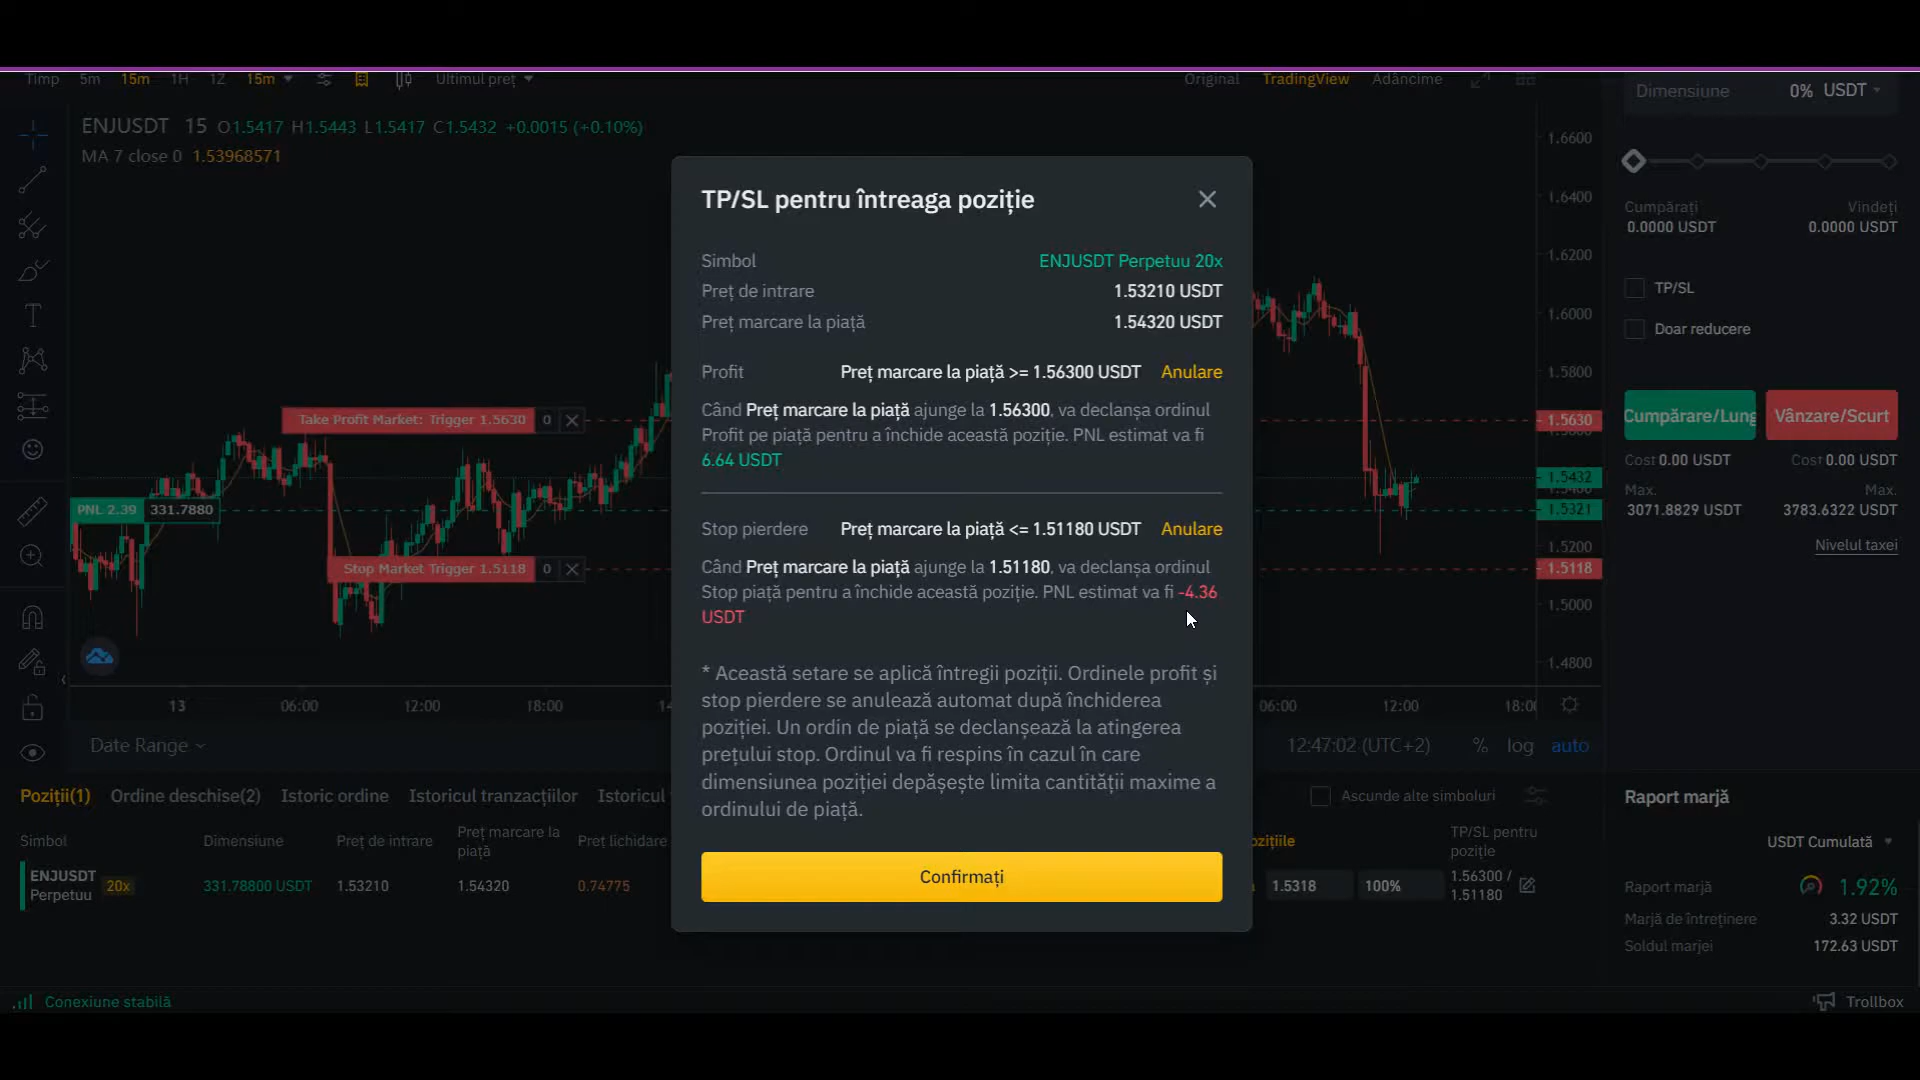 Timp 5m 15m 1H 1Z 15m Ultimul preț
Original TradingView Adâncime
Dimensiune 0% USDT
ENJUSDT 15 O1.5417 H1.5443 L1.5417 C1.5432 +0.0015 (+0.10%)
MA 7 close 0 1.53968571
1.6600
1.6400
1.6200
1.6000
1.5800
1.5630
1.5432
1.5321
1.5200
1.5118
1.5000
1.4800
Take Profit Market: Trigger 1.5630 0
PNL 2.39 331.7880
Stop Market Trigger 1.5118 0
13 06:00 12:00 18:00
06:00 12:00
Date Range
12:47:02 (UTC+2) % log auto
TP/SL pentru întreaga poziție
Simbol ENJUSDT Perpetuu 20x
Preț de intrare 1.53210 USDT
Preț marcare la piață 1.54320 USDT
Profit Preț marcare la piață >= 1.56300 USDT Anulare
Când Preț marcare la piață ajunge la 1.56300, va declanșa ordinul
Profit pe piață pentru a închide această poziție. PNL estimat va fi
6.64 USDT
Stop pierdere Preț marcare la piață <= 1.51180 USDT Anulare
Când Preț marcare la piață ajunge la 1.51180, va declanșa ordinul
Stop piață pentru a închide această poziție. PNL estimat va fi -4.36
USDT
* Această setare se aplică întregii poziții. Ordinele profit și
stop pierdere se anulează automat după închiderea
poziției. Un ordin de piață se declanșează la atingerea
prețului stop. Ordinul va fi respins în cazul în care
dimensiunea poziției depășește limita cantității maxime a
ordinului de piață.
Confirmați
Cumpărați Vindeți
0.0000 USDT 0.0000 USDT
TP/SL
Doar reducere
Cumpărare/Lung Vânzare/Scurt
Cost 0.00 USDT Cost 0.00 USDT
Max. Max.
3071.8829 USDT 3783.6322 USDT
Nivelul taxei
Poziții(1) Ordine deschise(2) Istoric ordine Istoricul tranzacțiilor Istoricul
Ascunde alte simboluri
Simbol Dimensiune Preț de intrare Preț marcare la piață Preț lichidare
TP/SL pentru poziție
ENJUSDT Perpetuu 20x 331.78800 USDT 1.53210 1.54320 0.74775
1.5318 100% 1.56300 / 1.51180
Raport marjă
USDT Cumulată
Raport marjă 1.92%
Marjă de întreținere 3.32 USDT
Soldul marjei 172.63 USDT
Conexiune stabilă
Trollbox